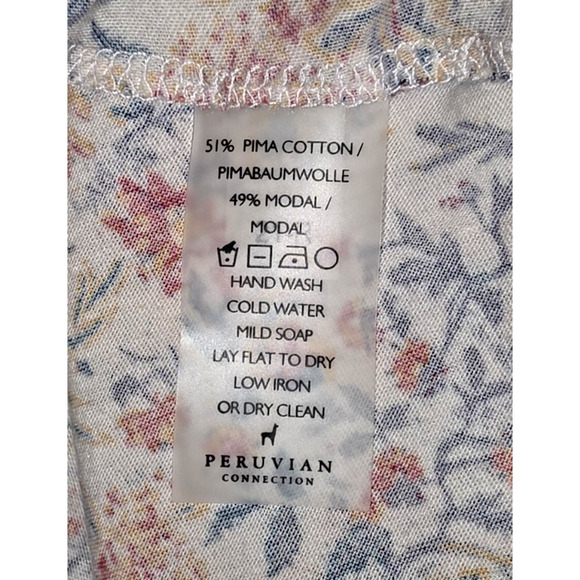 51% PIMA COTTON /
PIMABAUMWOLLE
49% MODAL /
MODAL
HAND WASH
COLD WATER
MILD SOAP
LAY FLAT TO DRY
LOW IRON
OR DRY CLEAN
PERUVIAN
CONNECTION